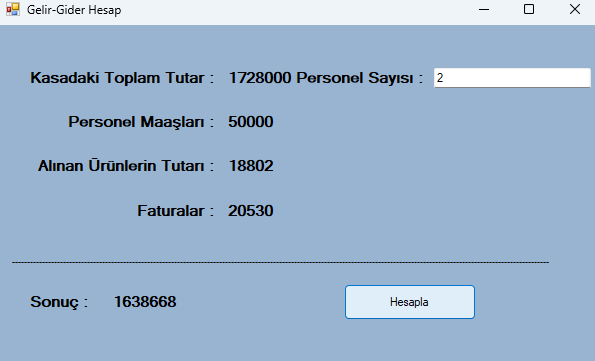 Gelir-Gider Hesap
Kasadaki Toplam Tutar : 1728000 Personel Sayısı : 2
Personel Maaşları : 50000
Alınan Ürünlerin Tutarı : 18802
Faturalar : 20530
Sonuç : 1638668 Hesapla